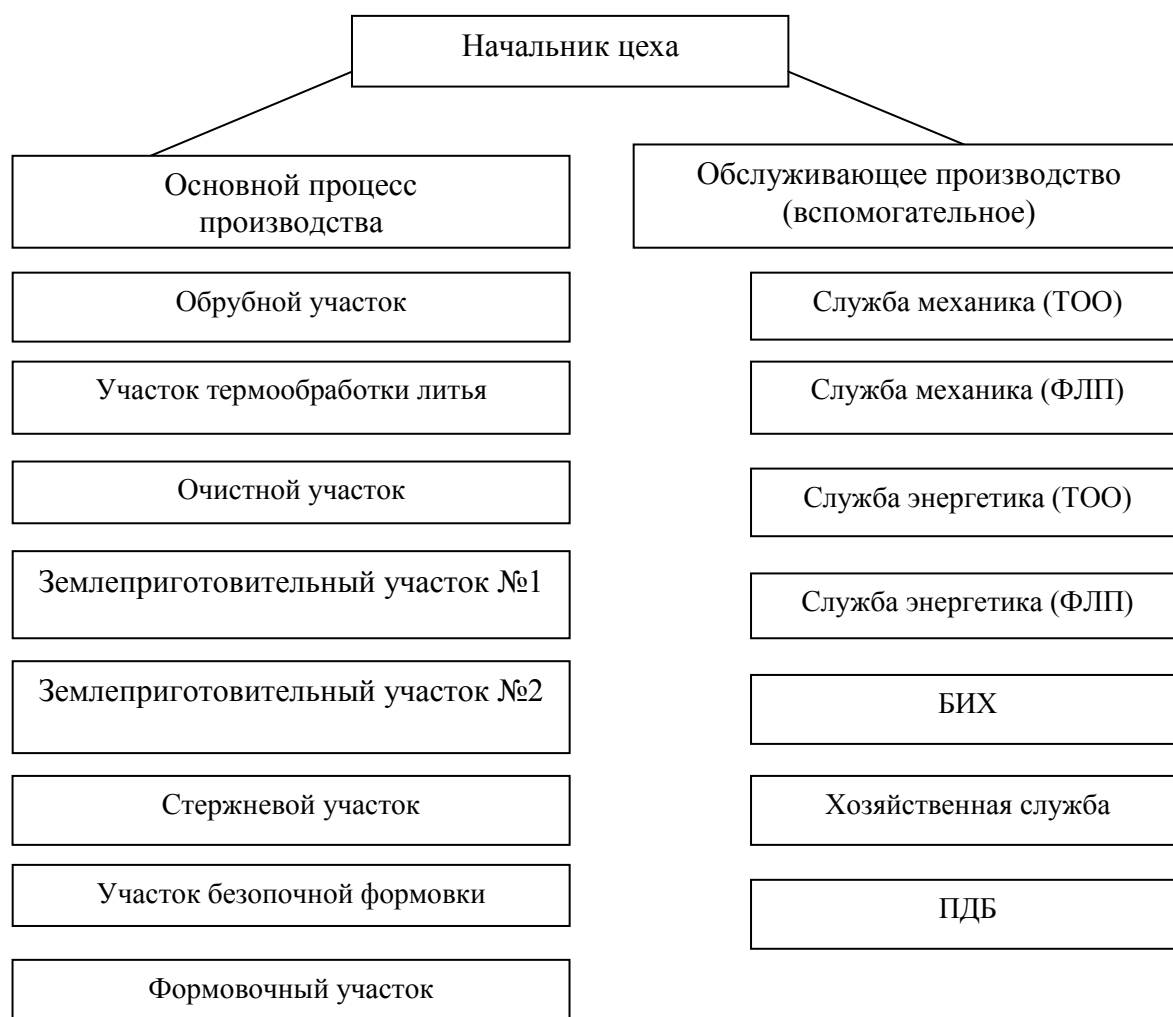 Начальник цеха
Основной процесс
производства
Обслуживающее производство
(вспомогательное)
Обрубной участок
Участок термообработки литья
Очистной участок
Землеприготовительный участок №1
Землеприготовительный участок №2
Стержневой участок
Участок безопочной формовки
Формовочный участок
Служба механика (ТОО)
Служба механика (ФЛП)
Служба энергетика (ТОО)
Служба энергетика (ФЛП)
БИХ
Хозяйственная служба
ПДБ